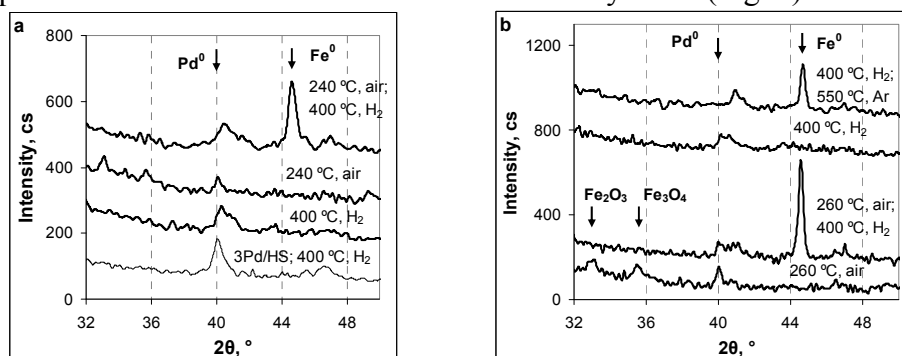 a
800
600
400
200
0
Intensity, cs
Pd⁰
Fe⁰
240 ºC, air;
400 ºC, H₂
240 ºC, air
400 ºC, H₂
3Pd/HS; 400 ºC, H₂
32 36 40 44 48
2θ, °
b
1200
800
400
0
Intensity, cs
Pd⁰
Fe⁰
400 ºC, H₂;
550 ºC, Ar
400 ºC, H₂
Fe₂O₃ Fe₃O₄
260 ºC, air;
400 ºC, H₂
260 ºC, air
32 36 40 44 48
2θ, °